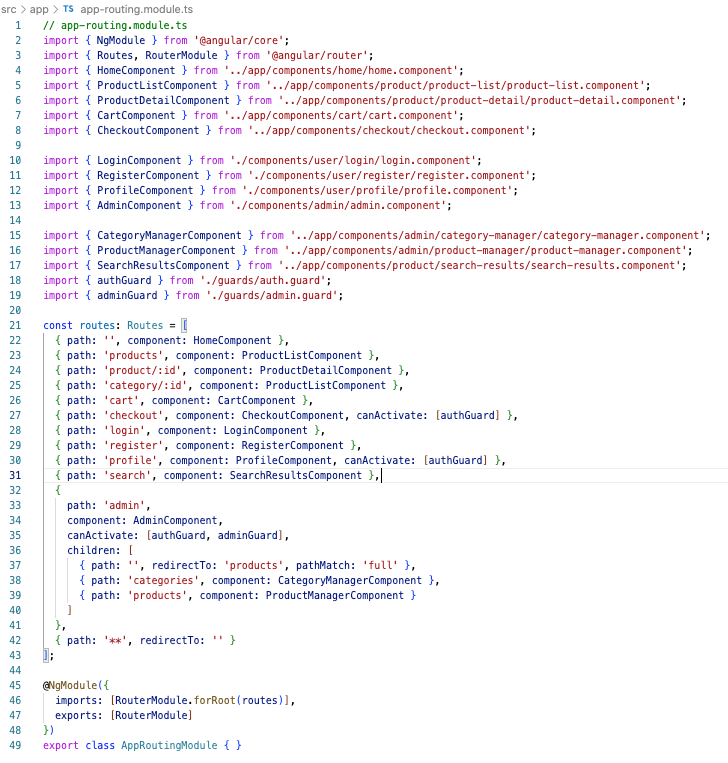 src > app > TS app-routing.module.ts
1 // app-routing.module.ts
2 import { NgModule } from '@angular/core';
3 import { Routes, RouterModule } from '@angular/router';
4 import { HomeComponent } from '../app/components/home/home.component';
5 import { ProductListComponent } from '../app/components/product/product-list/product-list.component';
6 import { ProductDetailComponent } from '../app/components/product/product-detail/product-detail.component';
7 import { CartComponent } from '../app/components/cart/cart.component';
8 import { CheckoutComponent } from '../app/components/checkout/checkout.component';
9
10 import { LoginComponent } from './components/user/login/login.component';
11 import { RegisterComponent } from './components/user/register/register.component';
12 import { ProfileComponent } from './components/user/profile/profile.component';
13 import { AdminComponent } from './components/admin/admin.component';
14
15 import { CategoryManagerComponent } from '../app/components/admin/category-manager/category-manager.component';
16 import { ProductManagerComponent } from '../app/components/admin/product-manager/product-manager.component';
17 import { SearchResultsComponent } from '../app/components/product/search-results/search-results.component';
18 import { authGuard } from './guards/auth.guard';
19 import { adminGuard } from './guards/admin.guard';
20
21 const routes: Routes = [
22   { path: '', component: HomeComponent },
23   { path: 'products', component: ProductListComponent },
24   { path: 'product/:id', component: ProductDetailComponent },
25   { path: 'category/:id', component: ProductListComponent },
26   { path: 'cart', component: CartComponent },
27   { path: 'checkout', component: CheckoutComponent, canActivate: [authGuard] },
28   { path: 'login', component: LoginComponent },
29   { path: 'register', component: RegisterComponent },
30   { path: 'profile', component: ProfileComponent, canActivate: [authGuard] },
31   { path: 'search', component: SearchResultsComponent },
32   {
33     path: 'admin',
34     component: AdminComponent,
35     canActivate: [authGuard, adminGuard],
36     children: [
37       { path: '', redirectTo: 'products', pathMatch: 'full' },
38       { path: 'categories', component: CategoryManagerComponent },
39       { path: 'products', component: ProductManagerComponent }
40     ]
41   },
42   { path: '**', redirectTo: '' }
43 ];
44
45 @NgModule({
46   imports: [RouterModule.forRoot(routes)],
47   exports: [RouterModule]
48 })
49 export class AppRoutingModule { }